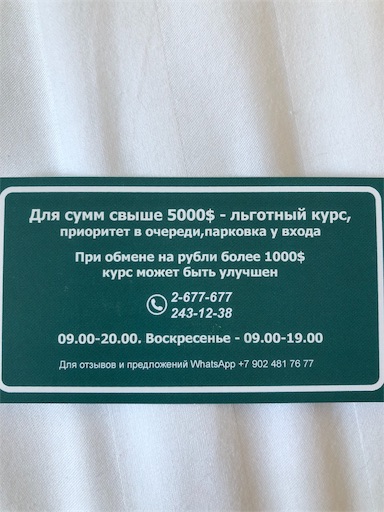 Для сумм свыше 5000$ - льготный курс,
приоритет в очереди,парковка у входа
При обмене на рубли более 1000$
курс может быть улучшен
2-677-677
243-12-38
09.00-20.00. Воскресенье - 09.00-19.00
Для отзывов и предложений WhatsApp +7 902 481 76 77